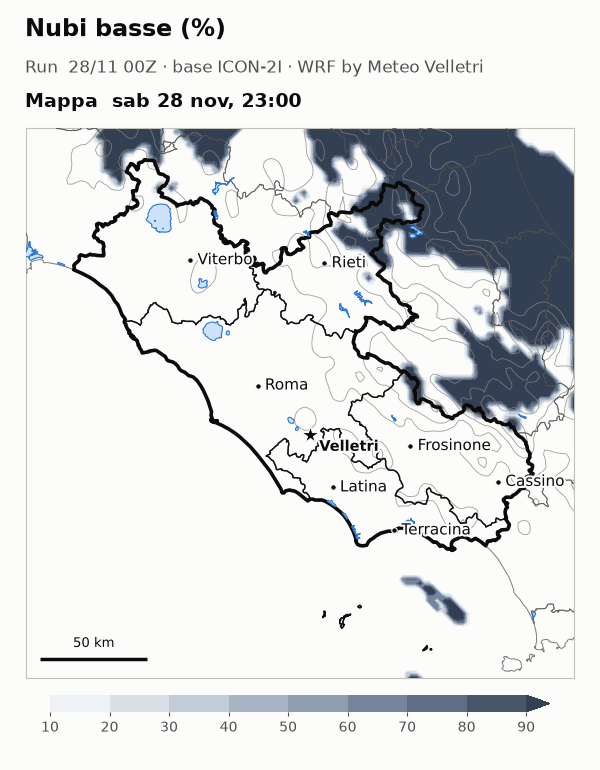 Nubi basse (%)
Run  28/11 00Z · base ICON-2I · WRF by Meteo Velletri
Mappa  sab 28 nov, 23:00
Viterbo
Rieti
Roma
Velletri
Frosinone
Latina
Cassino
Terracina
50 km
10 20 30 40 50 60 70 80 90